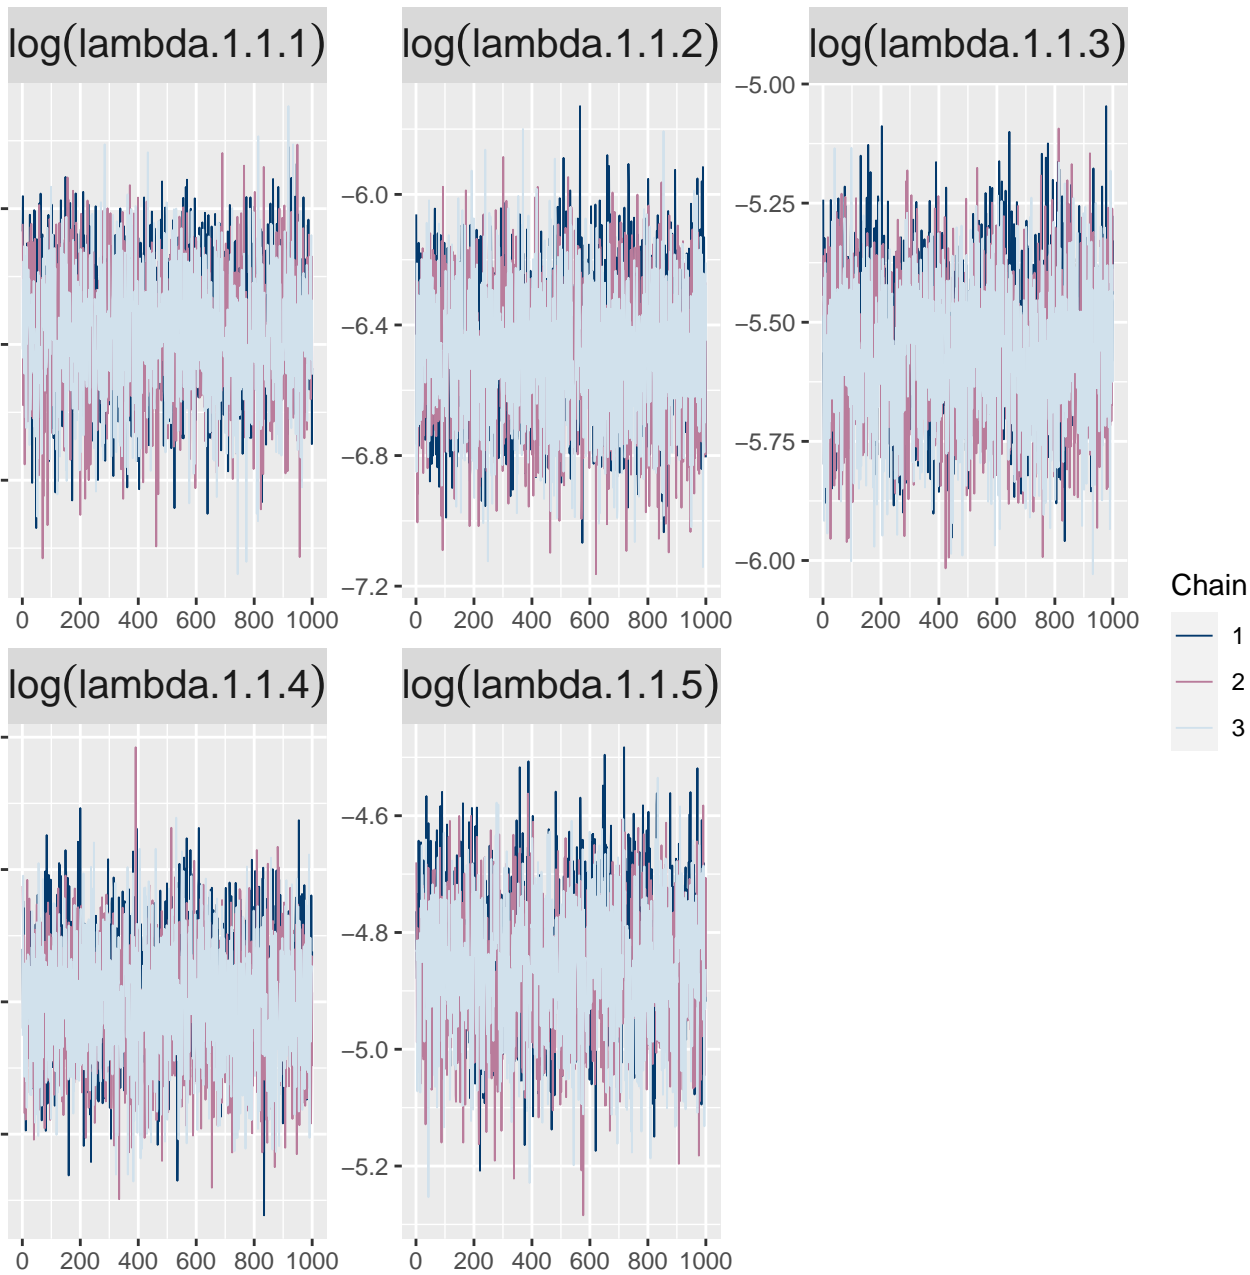 log(lambda.1.1.1)
log(lambda.1.1.2)
log(lambda.1.1.3)
−6.0
−6.4
−6.8
−7.2
−5.00
−5.25
−5.50
−5.75
−6.00
0 200 400 600 800 1000
0 200 400 600 800 1000
0 200 400 600 800 1000
log(lambda.1.1.4)
log(lambda.1.1.5)
−4.6
−4.8
−5.0
−5.2
0 200 400 600 800 1000
0 200 400 600 800 1000
Chain
1
2
3